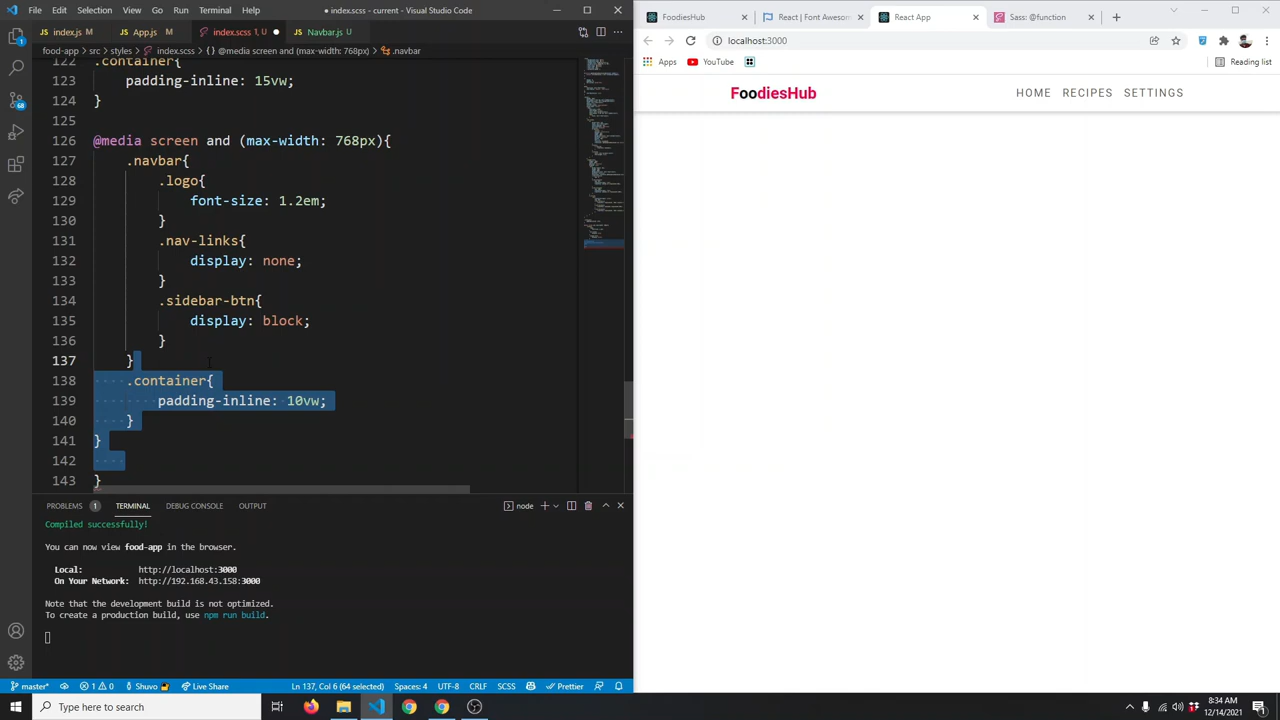 File Edit Selection View Go Run Terminal ● index.scss - current - Visual Studio Code
index.js M App.js M index.scss 1, U ● Navbar.js U
food-app > src > styles > index.scss > {} @media screen and (max-width: 768px) > .navbar
122 .container{
123 padding-inline: 15vw;
124 }
125
126 @media screen and (max-width: 768px){
127 .navbar{
128 .logo{
129 font-size: 1.2em;
130 }
131 .nav-links{
132 display: none;
133 }
134 .sidebar-btn{
135 display: block;
136 }
137 }
138 .container{
139 padding-inline: 10vw;
140 }
141 }
142
143 }
PROBLEMS 1 TERMINAL DEBUG CONSOLE OUTPUT node
Compiled successfully!
You can now view food-app in the browser.
Local: http://localhost:3000
On Your Network: http://192.168.43.158:3000
Note that the development build is not optimized.
To create a production build, use npm run build.
68
master* 1 0 Shuvo 🔐 Live Share Ln 137, Col 6 (64 selected) Spaces: 4 UTF-8 CRLF SCSS Prettier
FoodiesHub React | Font Awesom React App Sass: @function
localhost:3000
Apps YouTube Reading list
FoodiesHub HOME RECIPES SETTINGS
Type here to search
8:34 AM
12/14/2021
1